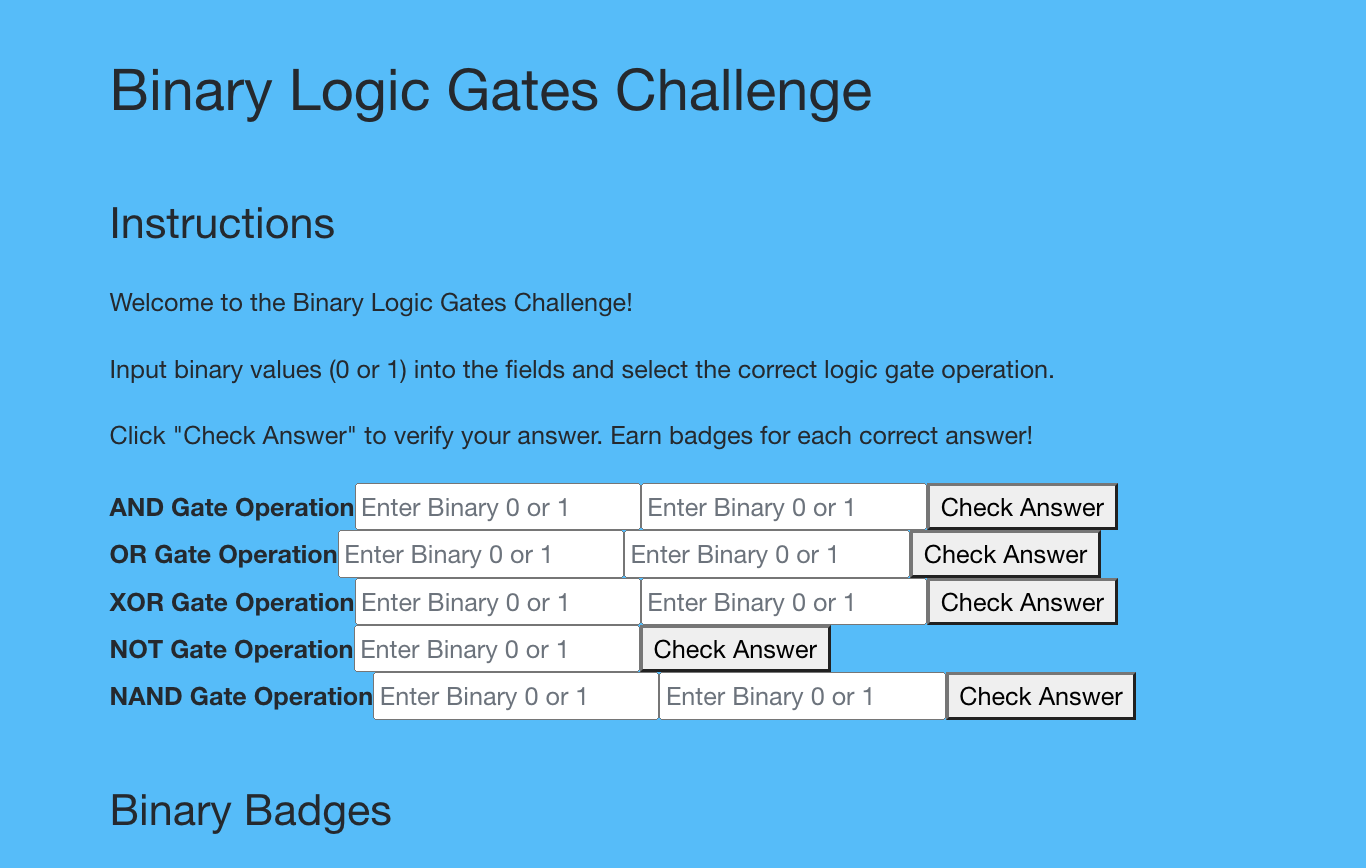 Binary Logic Gates Challenge
Instructions
Welcome to the Binary Logic Gates Challenge!
Input binary values (0 or 1) into the fields and select the correct logic gate operation.
Click "Check Answer" to verify your answer. Earn badges for each correct answer!
AND Gate Operation Enter Binary 0 or 1 Enter Binary 0 or 1 Check Answer
OR Gate Operation Enter Binary 0 or 1 Enter Binary 0 or 1 Check Answer
XOR Gate Operation Enter Binary 0 or 1 Enter Binary 0 or 1 Check Answer
NOT Gate Operation Enter Binary 0 or 1 Check Answer
NAND Gate Operation Enter Binary 0 or 1 Enter Binary 0 or 1 Check Answer
Binary Badges